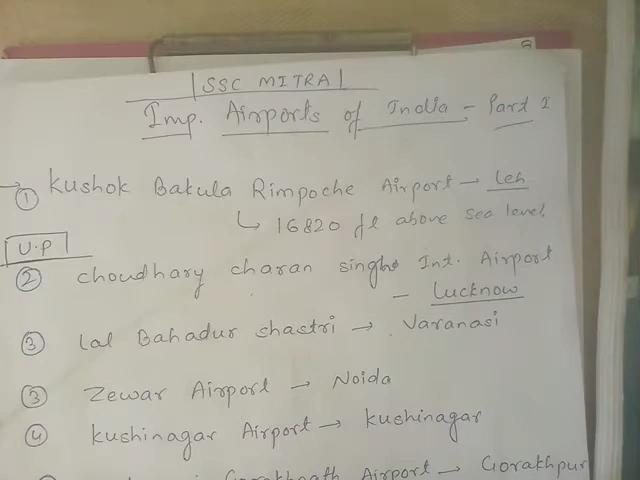 SSC MITRA
Imp. Airports of India - Part 1
→ ① Kushok Bakula Rimpoche Airport → Leh
↳ 16820 ft above sea level.
U.P
② Choudhary Charan Singh Int. Airport
- Lucknow
③ Lal Bahadur Shastri → Varanasi
③ Zewar Airport → Noida
④ Kushinagar Airport → Kushinagar
Gorakhnath Airport → Gorakhpur